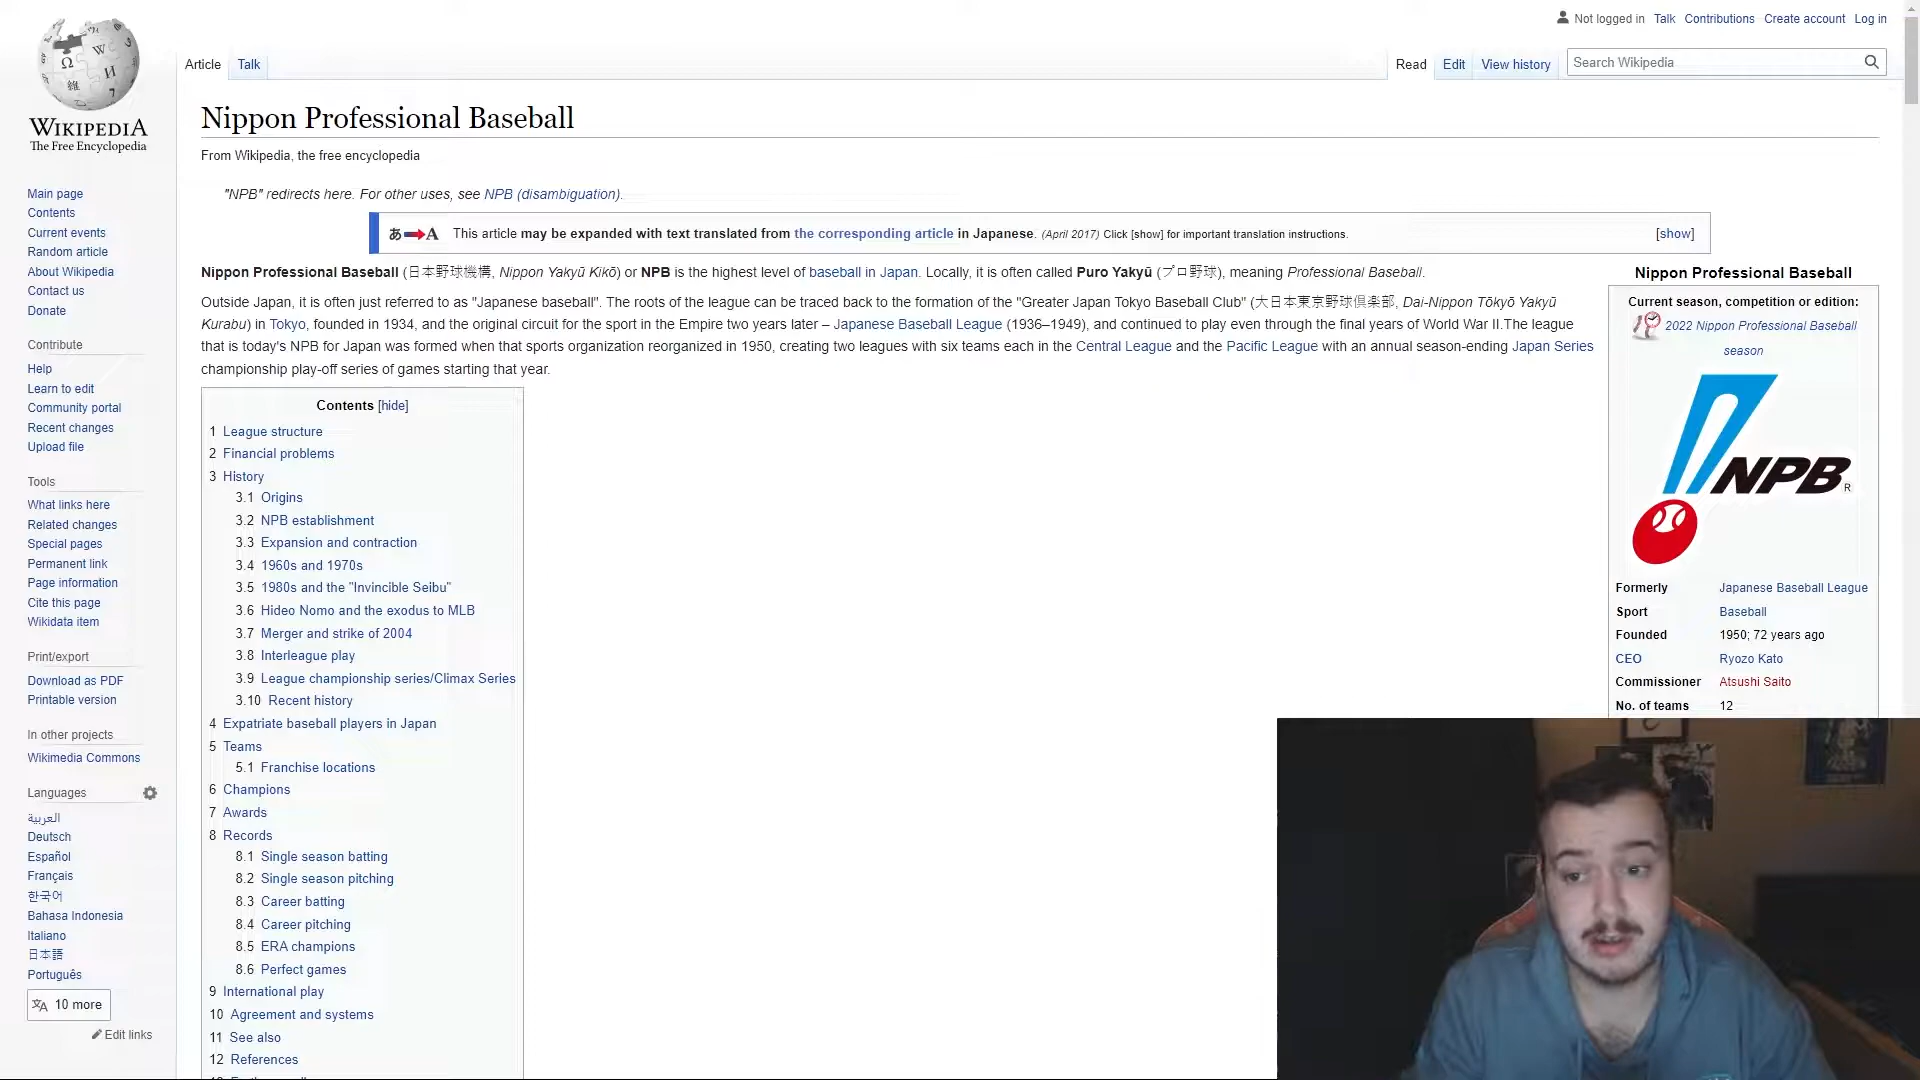 Not logged in Talk Contributions Create account Log in
Article Talk
Read Edit View history Search Wikipedia
WIKIPEDIA
The Free Encyclopedia
Main page
Contents
Current events
Random article
About Wikipedia
Contact us
Donate
Contribute
Help
Learn to edit
Community portal
Recent changes
Upload file
Tools
What links here
Related changes
Special pages
Permanent link
Page information
Cite this page
Wikidata item
Print/export
Download as PDF
Printable version
In other projects
Wikimedia Commons
Languages
العربية
Deutsch
Español
Français
한국어
Bahasa Indonesia
Italiano
日本語
Português
10 more
Edit links
Nippon Professional Baseball
From Wikipedia, the free encyclopedia
"NPB" redirects here. For other uses, see NPB (disambiguation).
あ A This article may be expanded with text translated from the corresponding article in Japanese. (April 2017) Click [show] for important translation instructions. [show]
Nippon Professional Baseball (日本野球機構, Nippon Yakyū Kikō) or NPB is the highest level of baseball in Japan. Locally, it is often called Puro Yakyū (プロ野球), meaning Professional Baseball.
Outside Japan, it is often just referred to as "Japanese baseball". The roots of the league can be traced back to the formation of the "Greater Japan Tokyo Baseball Club" (大日本東京野球倶楽部, Dai-Nippon Tōkyō Yakyū
Kurabu) in Tokyo, founded in 1934, and the original circuit for the sport in the Empire two years later – Japanese Baseball League (1936–1949), and continued to play even through the final years of World War II.The league
that is today's NPB for Japan was formed when that sports organization reorganized in 1950, creating two leagues with six teams each in the Central League and the Pacific League with an annual season-ending Japan Series
championship play-off series of games starting that year.
Contents [hide]
1 League structure
2 Financial problems
3 History
3.1 Origins
3.2 NPB establishment
3.3 Expansion and contraction
3.4 1960s and 1970s
3.5 1980s and the "Invincible Seibu"
3.6 Hideo Nomo and the exodus to MLB
3.7 Merger and strike of 2004
3.8 Interleague play
3.9 League championship series/Climax Series
3.10 Recent history
4 Expatriate baseball players in Japan
5 Teams
5.1 Franchise locations
6 Champions
7 Awards
8 Records
8.1 Single season batting
8.2 Single season pitching
8.3 Career batting
8.4 Career pitching
8.5 ERA champions
8.6 Perfect games
9 International play
10 Agreement and systems
11 See also
12 References
Nippon Professional Baseball
Current season, competition or edition:
2022 Nippon Professional Baseball
season
NPB
R
Formerly Japanese Baseball League
Sport Baseball
Founded 1950; 72 years ago
CEO Ryozo Kato
Commissioner Atsushi Saito
No. of teams 12